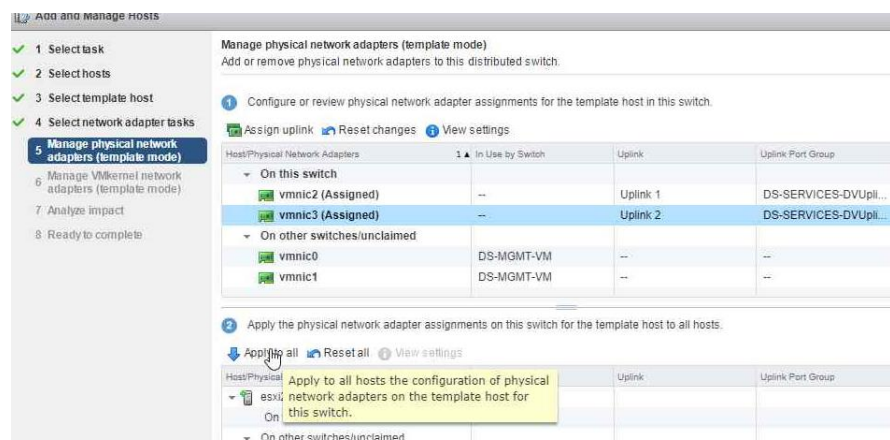 Add and Manage Hosts
1 Select task
2 Select hosts
3 Select template host
4 Select network adapter tasks
5 Manage physical network
adapters (template mode)
6 Manage VMkernel network
adapters (template mode)
7 Analyze impact
8 Ready to complete
Manage physical network adapters (template mode)
Add or remove physical network adapters to this distributed switch.
1 Configure or review physical network adapter assignments for the template host in this switch.
Assign uplink Reset changes View settings
Host/Physical Network Adapters 1 ▲ In Use by Switch Uplink Uplink Port Group
On this switch
vmnic2 (Assigned) -- Uplink 1 DS-SERVICES-DVUpli...
vmnic3 (Assigned) -- Uplink 2 DS-SERVICES-DVUpli...
On other switches/unclaimed
vmnic0 DS-MGMT-VM -- --
vmnic1 DS-MGMT-VM -- --
2 Apply the physical network adapter assignments on this switch for the template host to all hosts.
Apply to all Reset all View settings
Host/Physical Uplink Uplink Port Group
Apply to all hosts the configuration of physical
network adapters on the template host for
this switch.
On
On other switches/unclaimed